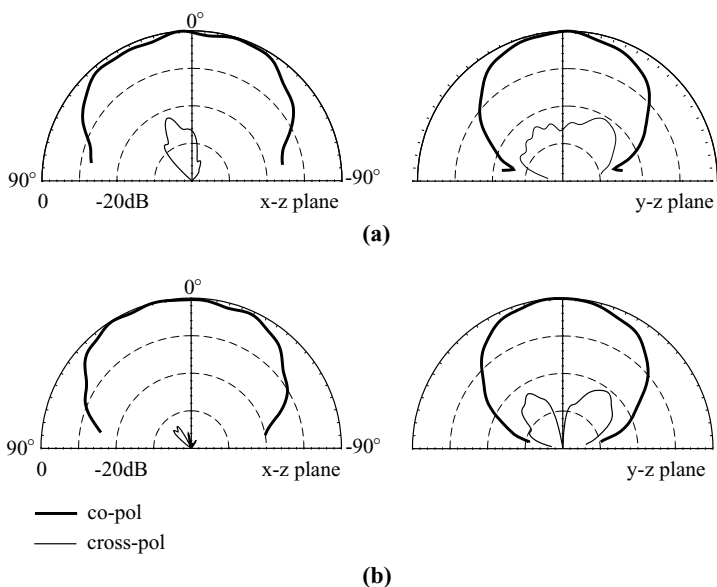 0°
90°
-90°
0
-20dB
x-z plane
y-z plane
(a)
0°
90°
-90°
0
-20dB
x-z plane
y-z plane
co-pol
cross-pol
(b)